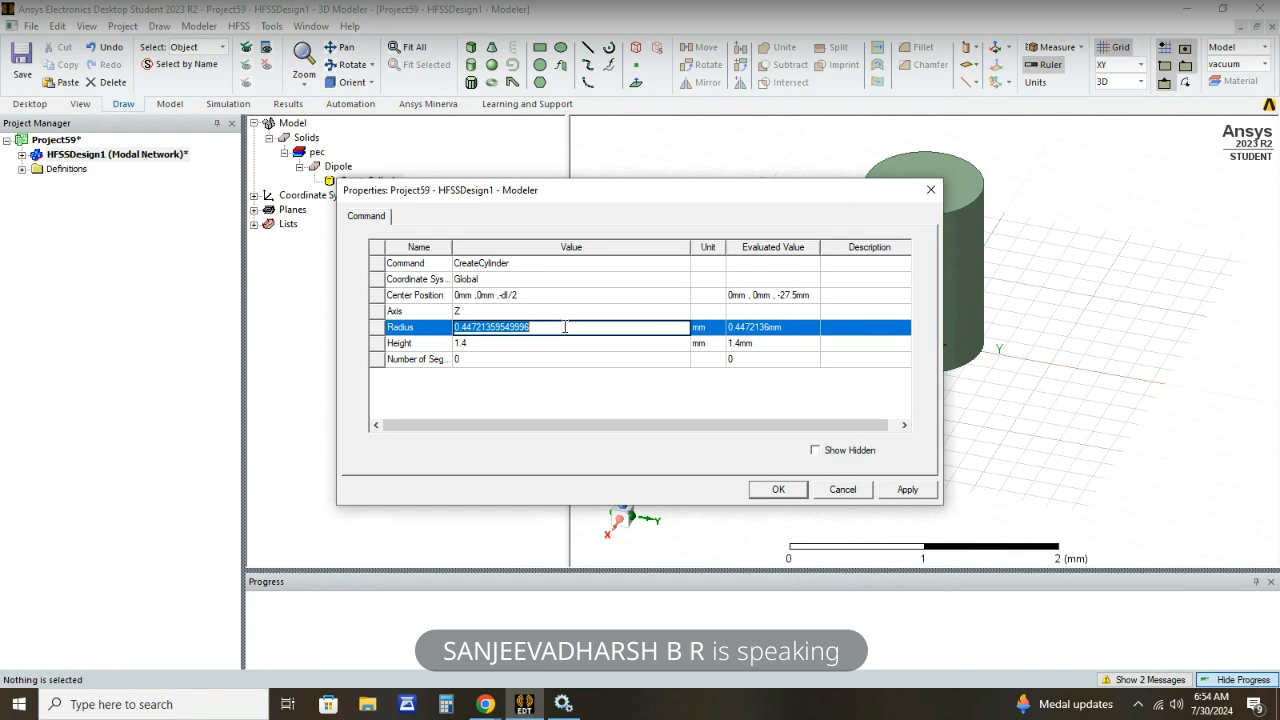 Ansys Electronics Desktop Student 2023 R2 - Project59 - HFSSDesign1 - 3D Modeler - [Project59 - HFSSDesign1 - Modeler]
File Edit View Project Draw Modeler HFSS Tools Window Help
Save Cut Copy Paste Undo Redo Delete Select: Object Select by Name Zoom Pan Rotate Orient Fit All Fit Selected Move Rotate Mirror Unite Subtract Intersect Split Imprint Fillet Chamfer Measure Ruler Units Grid XY 3D Model vacuum Material
Desktop View Draw Model Simulation Results Automation Ansys Minerva Learning and Support
Project Manager
Project59*
HFSSDesign1 (Modal Network)*
Definitions
Model
Solids
pec
Dipole
Coordinate Sy
Planes
Lists
Ansys
2023 R2
STUDENT
Properties: Project59 - HFSSDesign1 - Modeler
Command
Name Value Unit Evaluated Value Description
Command CreateCylinder
Coordinate Sys... Global
Center Position 0mm ,0mm ,-dl/2 0mm , 0mm , -27.5mm
Axis Z
Radius 0.44721359549996 mm 0.4472136mm
Height 1.4 mm 1.4mm
Number of Seg... 0 0
Show Hidden
OK Cancel Apply
Y
X Y
0 1 2 (mm)
Progress
SANJEEVADHARSH B R is speaking
Nothing is selected
Show 2 Messages Hide Progress
Type here to search
EDT
Medal updates
6:54 AM
7/30/2024
9